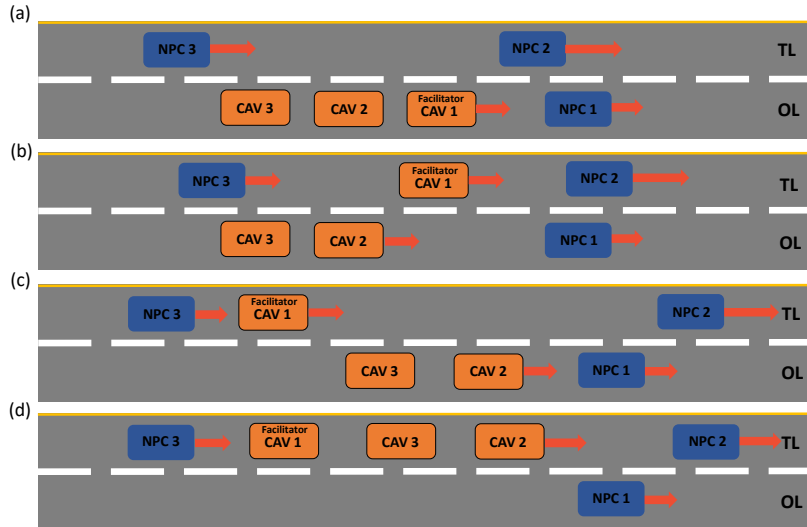 (a)
NPC 3
NPC 2
TL
CAV 3
CAV 2
Facilitator
CAV 1
NPC 1
OL
(b)
NPC 3
Facilitator
CAV 1
NPC 2
TL
CAV 3
CAV 2
NPC 1
OL
(c)
NPC 3
Facilitator
CAV 1
NPC 2
TL
CAV 3
CAV 2
NPC 1
OL
(d)
NPC 3
Facilitator
CAV 1
CAV 3
CAV 2
NPC 2
TL
NPC 1
OL